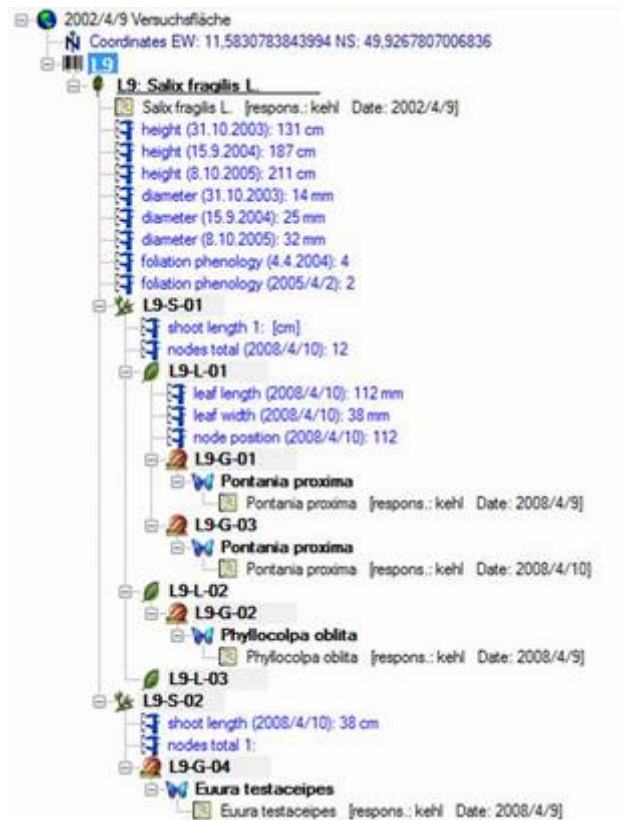 2002/4/9 Versuchsfläche
Coordinates EW: 11,5830783843994 NS: 49,9267807006836
L9
L9: Salix fragilis L.
Salix fragilis L. [respons.: kehl Date: 2002/4/9]
height (31.10.2003): 131 cm
height (15.9.2004): 187 cm
height (8.10.2005): 211 cm
diameter (31.10.2003): 14 mm
diameter (15.9.2004): 25 mm
diameter (8.10.2005): 32 mm
foliation phenology (4.4.2004): 4
foliation phenology (2005/4/2): 2
L9-S-01
shoot length 1: [cm]
nodes total (2008/4/10): 12
L9-L-01
leaf length (2008/4/10): 112 mm
leaf width (2008/4/10): 38 mm
node postion (2008/4/10): 112
L9-G-01
Pontania proxima
Pontania proxima [respons.: kehl Date: 2008/4/9]
L9-G-03
Pontania proxima
Pontania proxima [respons.: kehl Date: 2008/4/10]
L9-L-02
L9-G-02
Phyllocolpa oblita
Phyllocolpa oblita [respons.: kehl Date: 2008/4/9]
L9-L-03
L9-S-02
shoot length (2008/4/10): 38 cm
nodes total 1:
L9-G-04
Euura testaceipes
Euura testaceipes [respons.: kehl Date: 2008/4/9]